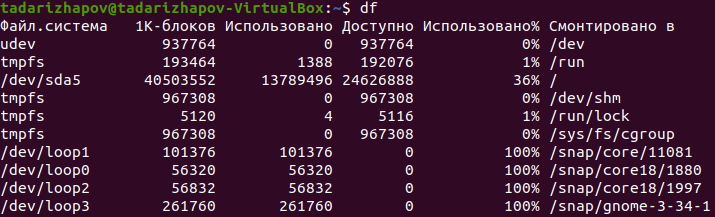 tadarizhapov@tadarizhapov-VirtualBox:~$ df
Файл.система 1K-блоков Использовано Доступно Использовано% Смонтировано в
udev 937764 0 937764 0% /dev
tmpfs 193464 1388 192076 1% /run
/dev/sda5 40503552 13789496 24626888 36% /
tmpfs 967308 0 967308 0% /dev/shm
tmpfs 5120 4 5116 1% /run/lock
tmpfs 967308 0 967308 0% /sys/fs/cgroup
/dev/loop1 101376 101376 0 100% /snap/core/11081
/dev/loop0 56320 56320 0 100% /snap/core18/1880
/dev/loop2 56832 56832 0 100% /snap/core18/1997
/dev/loop3 261760 261760 0 100% /snap/gnome-3-34-1